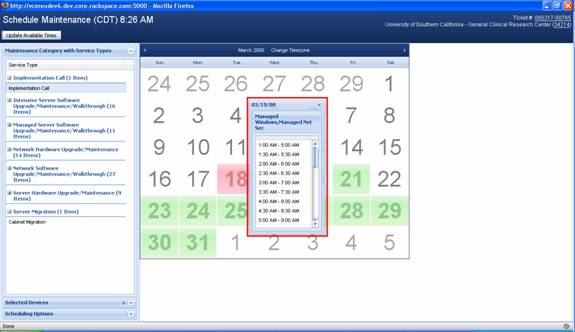 http://vcoreudev6.dev.core.rackspace.com:5000 - Mozilla Firefox
Schedule Maintenance (CDT) 8:26 AM
Ticket #: 080317-00765
University of Southern California - General Clinical Research Center (34214)
Update Available Times
Maintenance Category with Service Types
Service Type
Implementation Call (1 Item)
Implementation Call
Intensive Server Software
Upgrade/Maintenance/Walkthrough (16
Items)
Managed Server Software
Upgrade/Maintenance/Walkthrough (11
Items)
Network Hardware Upgrade/Maintenance
(14 Items)
Network Software
Upgrade/Maintenance/Walkthrough (27
Items)
Server Hardware Upgrade/Maintenance (9
Items)
Server Migration (1 Item)
Cabinet Migration
Selected Devices
Scheduling Options
March 2008 Change Timezone
Sun. Mon. Tue. Wed. Thu. Fri. Sat.
24 25 26 27 28 29 1
2 3 4 7 8
9 10 11 14 15
16 17 18 21 22
23 24 25 28 29
30 31 1 2 3 4 5
03/19/08
Managed
Windows,Managed Net
Sec
1:00 AM - 5:00 AM
1:30 AM - 5:30 AM
2:00 AM - 6:00 AM
2:30 AM - 6:30 AM
3:00 AM - 7:00 AM
3:30 AM - 7:30 AM
4:00 AM - 8:00 AM
4:30 AM - 8:30 AM
5:00 AM - 9:00 AM
Done